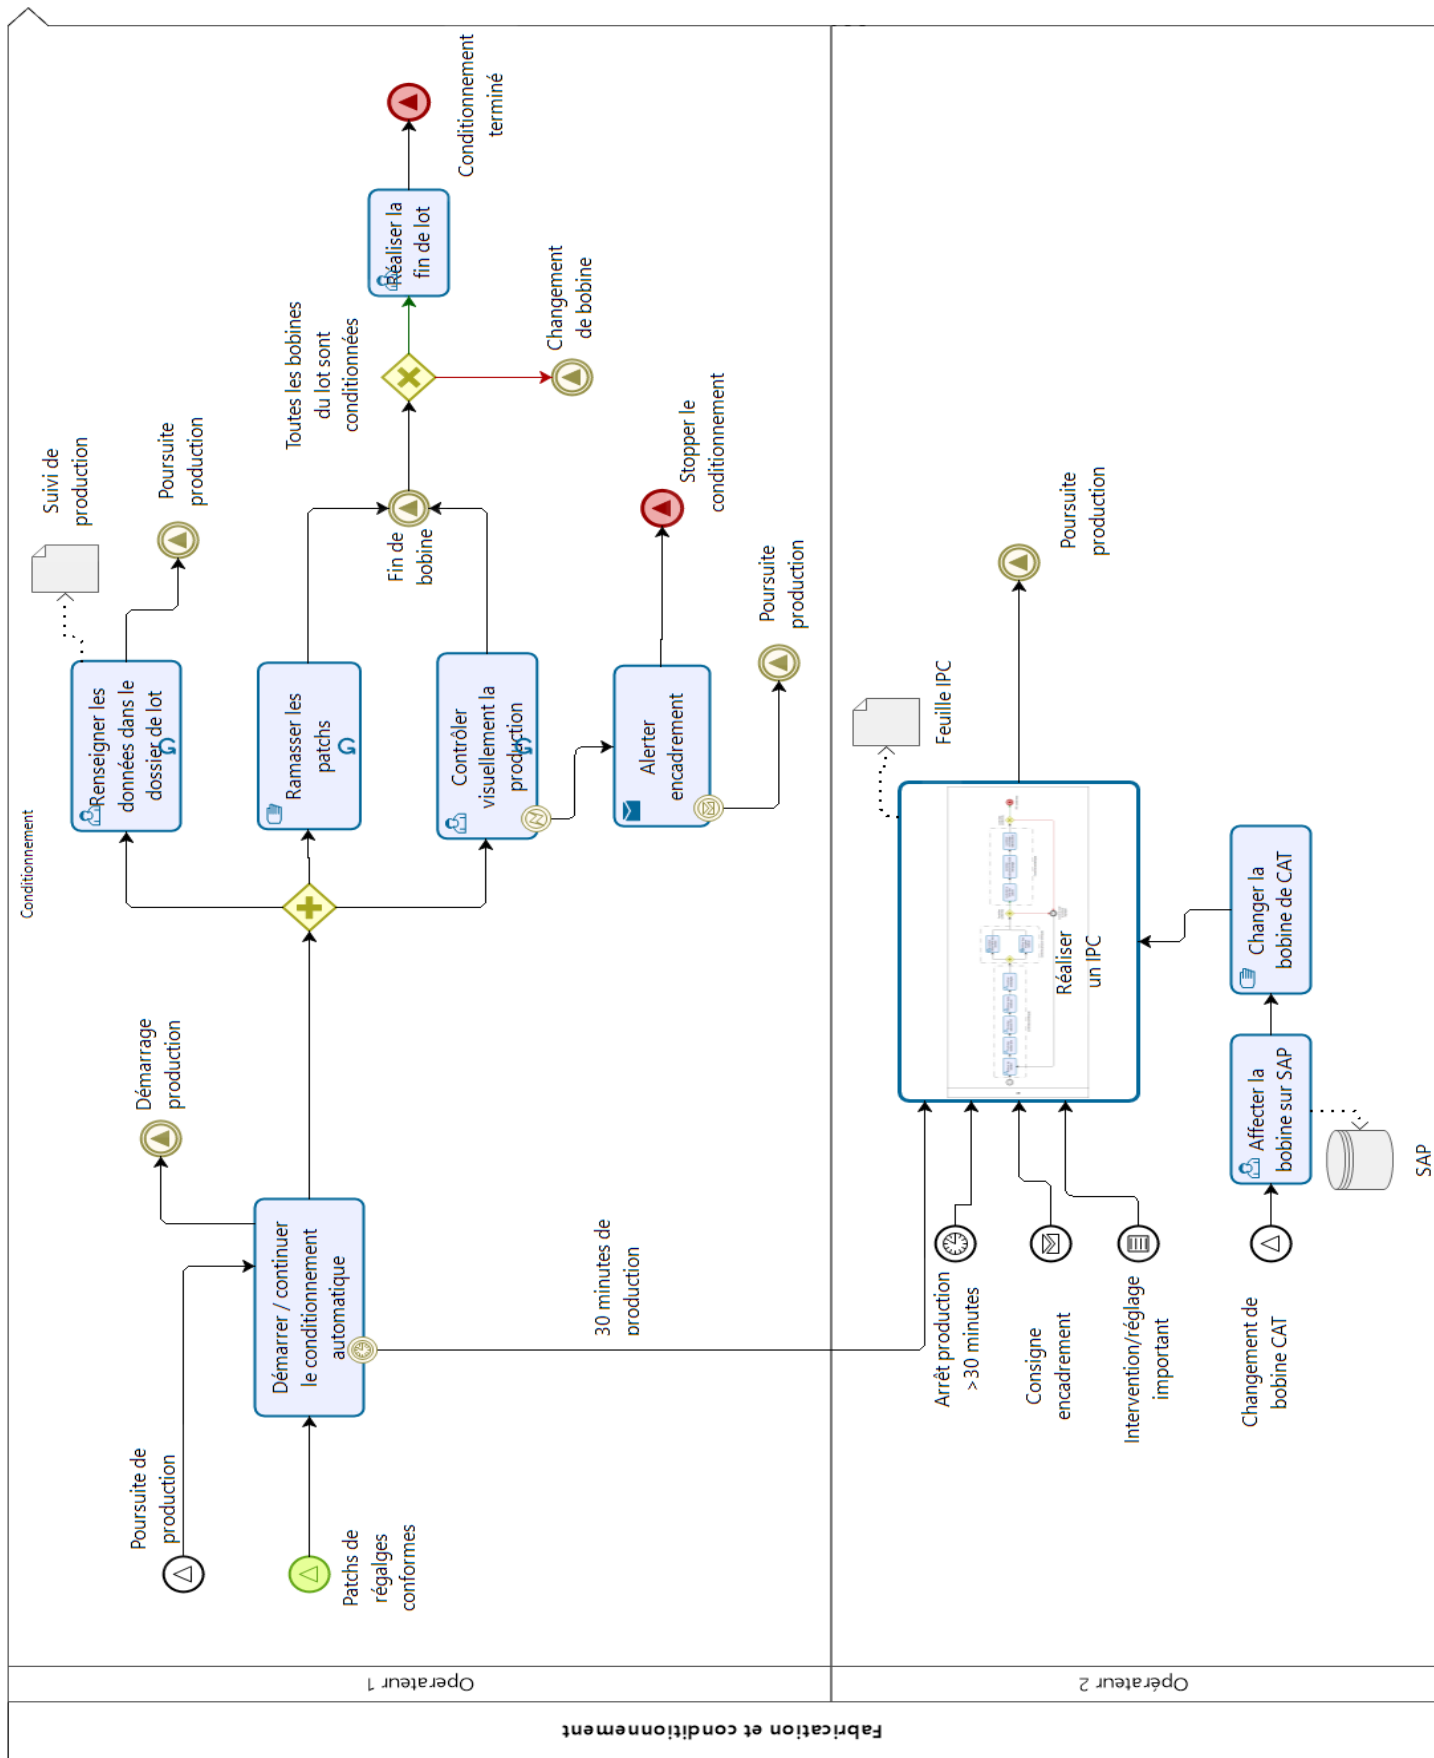 Fabrication et conditionnement
Operateur 1
Opérateur 2
Conditionnement
Poursuite de
production
Patchs de
régalges
conformes
Démarrer / continuer
le conditionnement
automatique
Démarrage
production
30 minutes de
production
Renseigner les
données dans le
dossier de lot
Suivi de
production
Poursuite
production
Ramasser les
patchs
Contrôler
visuellement la
production
Fin de
bobine
Toutes les bobines
du lot sont
conditionnées
Réaliser la
fin de lot
Conditionnement
terminé
Changement
de bobine
Alerter
encadrement
Stopper le
conditionnement
Poursuite
production
Arrêt production
>30 minutes
Consigne
encadrement
Intervention/réglage
important
Réaliser
un IPC
Feuille IPC
Poursuite
production
Changement de
bobine CAT
Affecter la
bobine sur SAP
SAP
Changer la
bobine de CAT